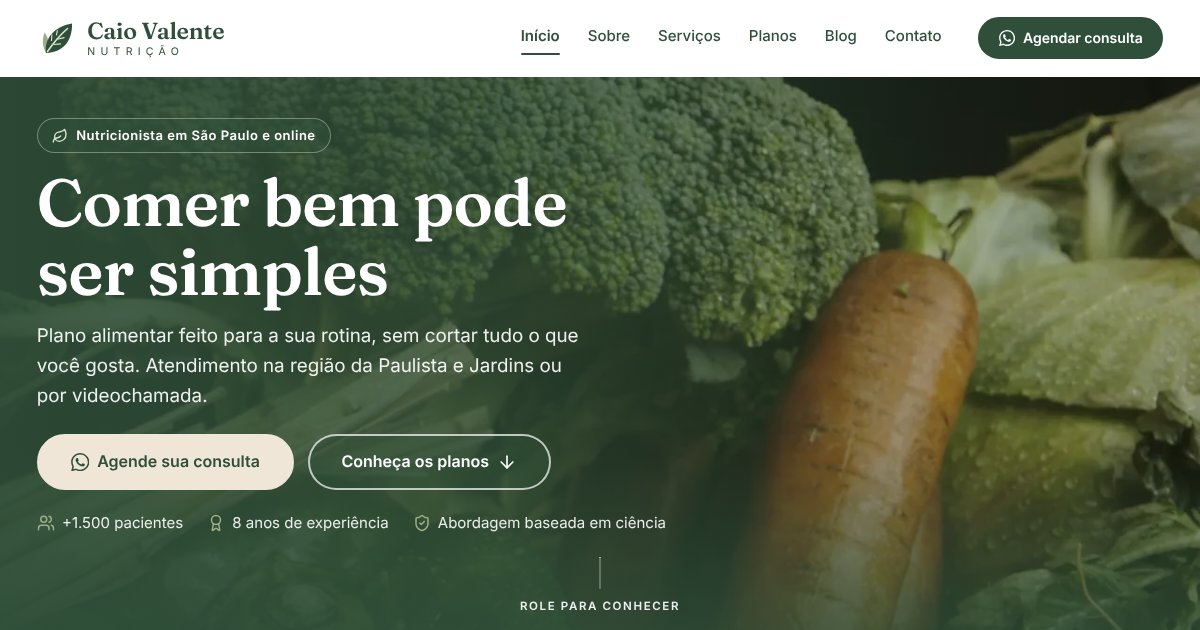 Caio Valente
NUTRIÇÃO
Início
Sobre
Serviços
Planos
Blog
Contato
Agendar consulta
Nutricionista em São Paulo e online
Comer bem pode
ser simples
Plano alimentar feito para a sua rotina, sem cortar tudo o que
você gosta. Atendimento na região da Paulista e Jardins ou
por videochamada.
Agende sua consulta
Conheça os planos
+1.500 pacientes
8 anos de experiência
Abordagem baseada em ciência
ROLE PARA CONHECER